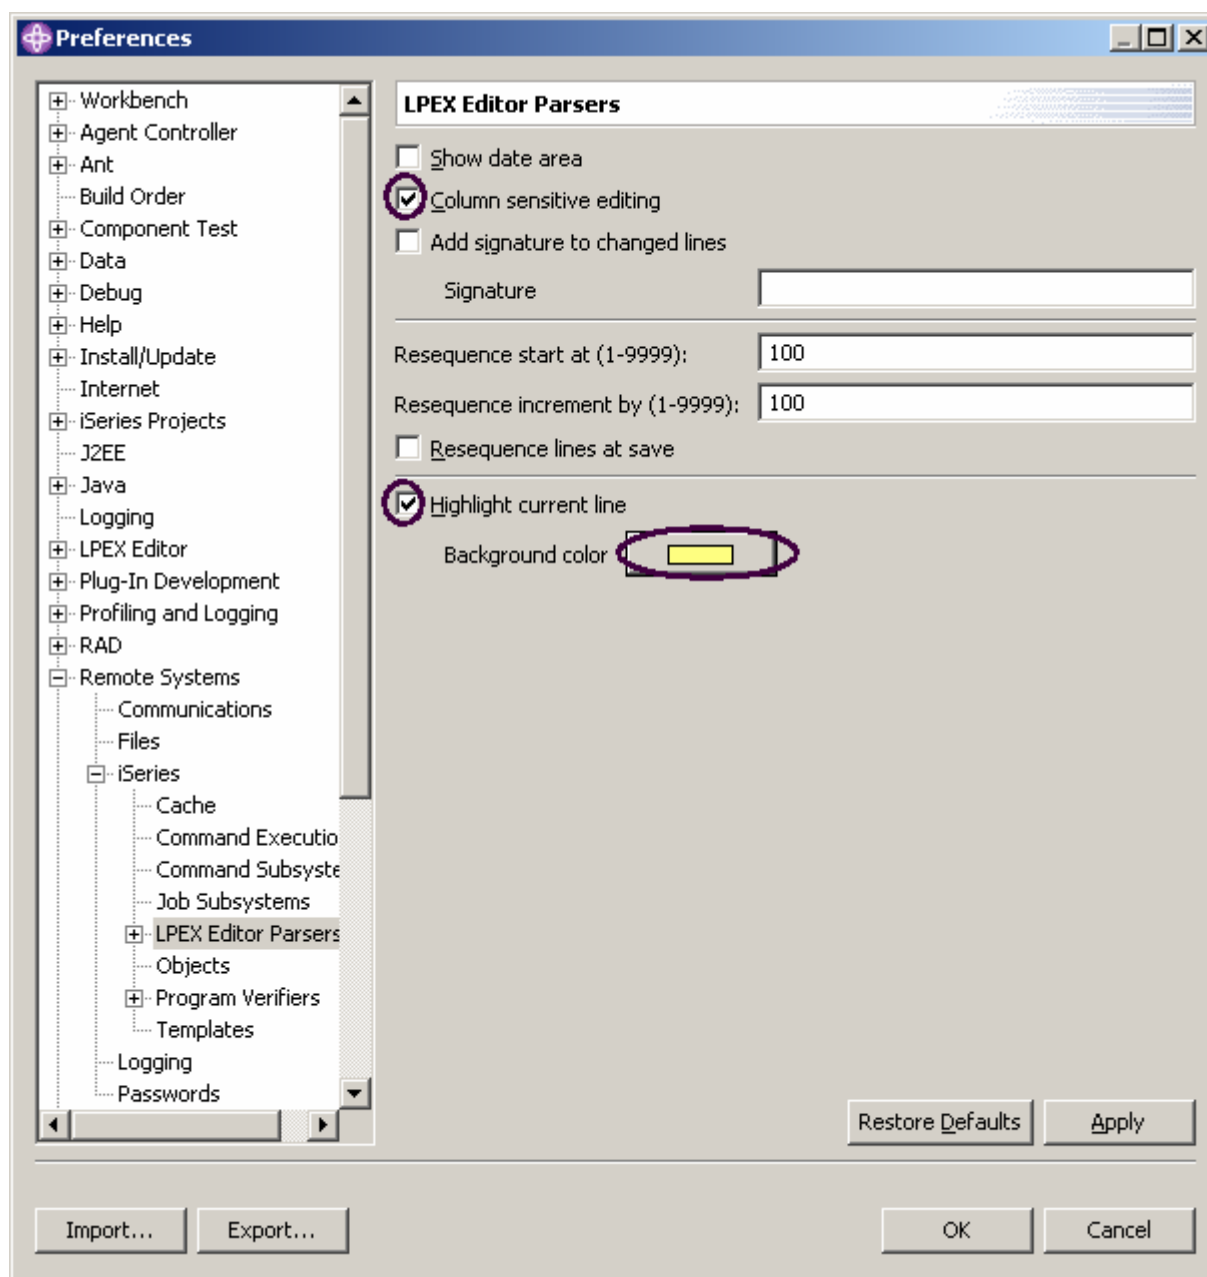 Preferences
Workbench
Agent Controller
Ant
Build Order
Component Test
Data
Debug
Help
Install/Update
Internet
iSeries Projects
J2EE
Java
Logging
LPEX Editor
Plug-In Development
Profiling and Logging
RAD
Remote Systems
Communications
Files
iSeries
Cache
Command Executio
Command Subsyste
Job Subsystems
LPEX Editor Parsers
Objects
Program Verifiers
Templates
Logging
Passwords
LPEX Editor Parsers
Show date area
Column sensitive editing
Add signature to changed lines
Signature
Resequence start at (1-9999): 100
Resequence increment by (1-9999): 100
Resequence lines at save
Highlight current line
Background color
Restore Defaults Apply
Import... Export... OK Cancel